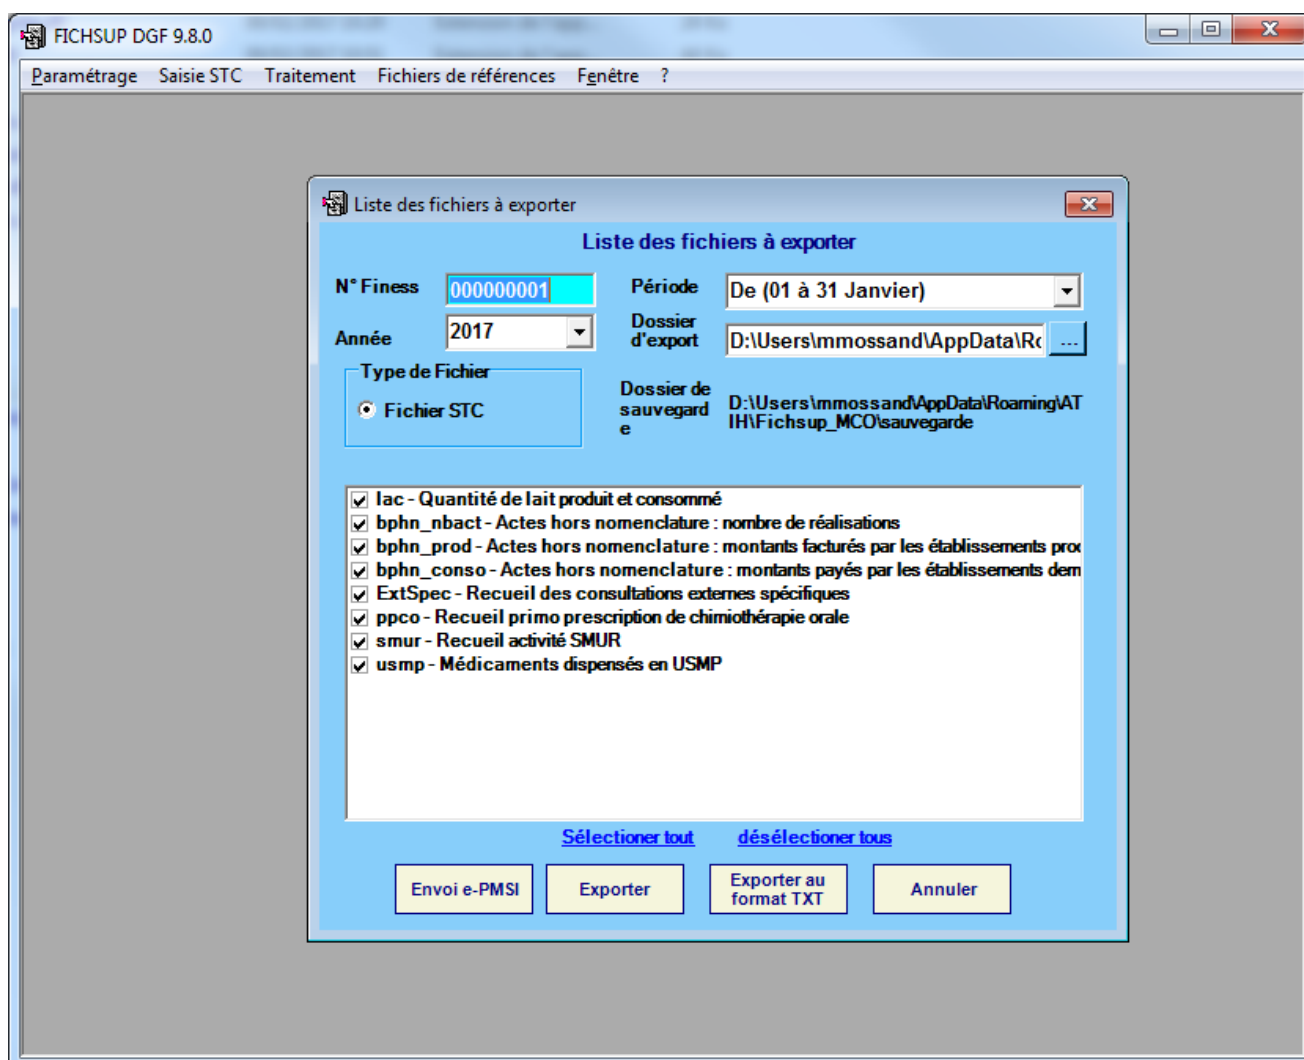 FICHSUP DGF 9.8.0
Paramétrage Saisie STC Traitement Fichiers de références Fenêtre ?
Liste des fichiers à exporter
Liste des fichiers à exporter
N° Finess 000000001 Période De (01 à 31 Janvier)
Année 2017 Dossier d'export D:\Users\mmossand\AppData\Ro ...
Type de Fichier
Fichier STC
Dossier de
sauvegard
e
D:\Users\mmossand\AppData\Roaming\AT
IH\Fichsup_MCO\sauvegarde
lac - Quantité de lait produit et consommé
bphn_nbact - Actes hors nomenclature : nombre de réalisations
bphn_prod - Actes hors nomenclature : montants facturés par les établissements proc
bphn_conso - Actes hors nomenclature : montants payés par les établissements dem
ExtSpec - Recueil des consultations externes spécifiques
ppco - Recueil primo prescription de chimiothérapie orale
smur - Recueil activité SMUR
usmp - Médicaments dispensés en USMP
Sélectioner tout désélectioner tous
Envoi e-PMSI Exporter Exporter au format TXT Annuler